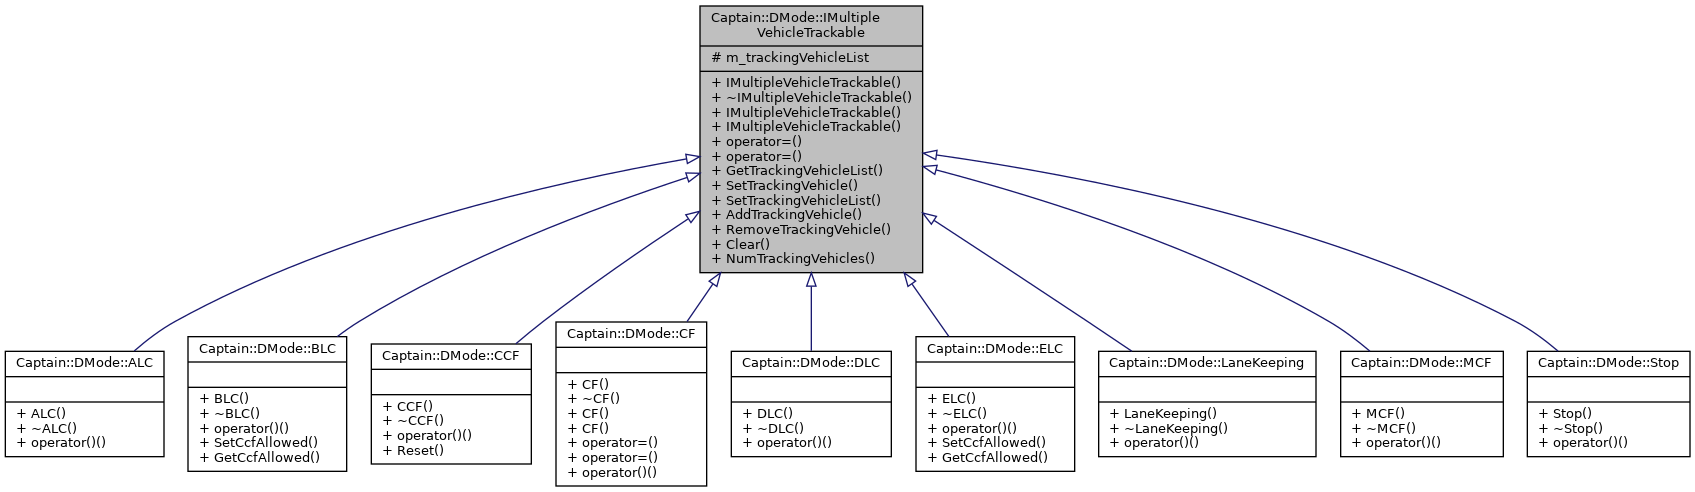 Captain::DMode::IMultiple
VehicleTrackable
# m_trackingVehicleList
+ IMultipleVehicleTrackable()
+ ~IMultipleVehicleTrackable()
+ IMultipleVehicleTrackable()
+ IMultipleVehicleTrackable()
+ operator=()
+ operator=()
+ GetTrackingVehicleList()
+ SetTrackingVehicle()
+ SetTrackingVehicleList()
+ AddTrackingVehicle()
+ RemoveTrackingVehicle()
+ Clear()
+ NumTrackingVehicles()
Captain::DMode::ALC
+ ALC()
+ ~ALC()
+ operator()()
Captain::DMode::BLC
+ BLC()
+ ~BLC()
+ operator()()
+ SetCcfAllowed()
+ GetCcfAllowed()
Captain::DMode::CCF
+ CCF()
+ ~CCF()
+ operator()()
+ Reset()
Captain::DMode::CF
+ CF()
+ ~CF()
+ CF()
+ CF()
+ operator=()
+ operator=()
+ operator()()
Captain::DMode::DLC
+ DLC()
+ ~DLC()
+ operator()()
Captain::DMode::ELC
+ ELC()
+ ~ELC()
+ operator()()
+ SetCcfAllowed()
+ GetCcfAllowed()
Captain::DMode::LaneKeeping
+ LaneKeeping()
+ ~LaneKeeping()
+ operator()()
Captain::DMode::MCF
+ MCF()
+ ~MCF()
+ operator()()
Captain::DMode::Stop
+ Stop()
+ ~Stop()
+ operator()()